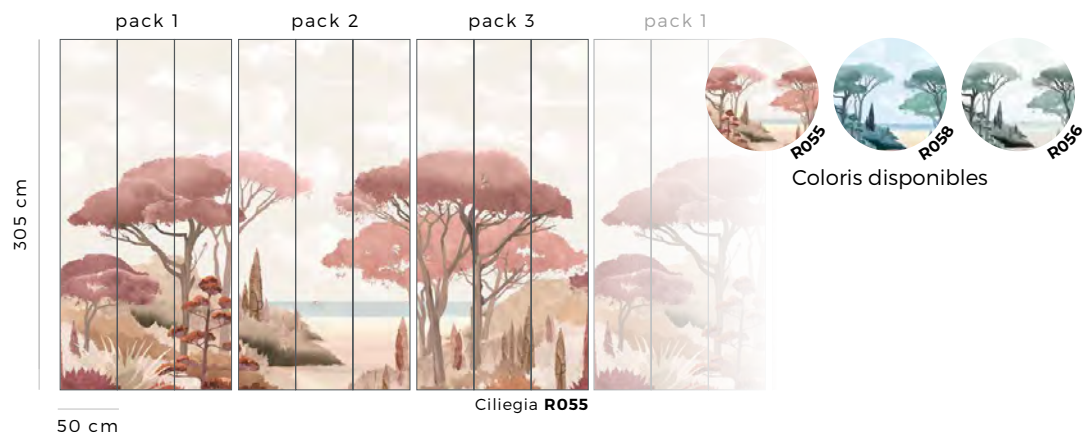 pack 1
pack 2
pack 3
pack 1
305 cm
R055
R058
R056
Coloris disponibles
Ciliegia R055
50 cm